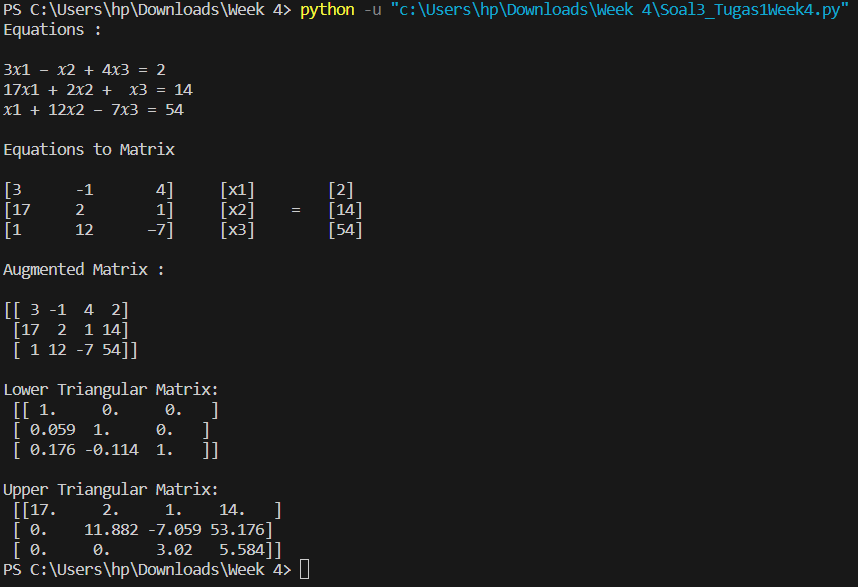 PS C:\Users\hp\Downloads\Week 4> python -u "c:\Users\hp\Downloads\Week 4\Soal3_Tugas1Week4.py"
Equations :
3𝑥1 − 𝑥2 + 4𝑥3 = 2
17𝑥1 + 2𝑥2 +  𝑥3 = 14
𝑥1 + 12𝑥2 − 7𝑥3 = 54
Equations to Matrix
[3      -1       4]     [x1]        [2]
[17     2        1]     [x2]    =   [14]
[1      12      −7]     [x3]        [54]
Augmented Matrix :
[[ 3 -1  4  2]
 [17  2  1 14]
 [ 1 12 -7 54]]
Lower Triangular Matrix:
 [[ 1.     0.     0.   ]
 [ 0.059  1.     0.   ]
 [ 0.176 -0.114  1.   ]]
Upper Triangular Matrix:
 [[17.     2.     1.    14.   ]
 [ 0.    11.882 -7.059 53.176]
 [ 0.     0.     3.02   5.584]]
PS C:\Users\hp\Downloads\Week 4>